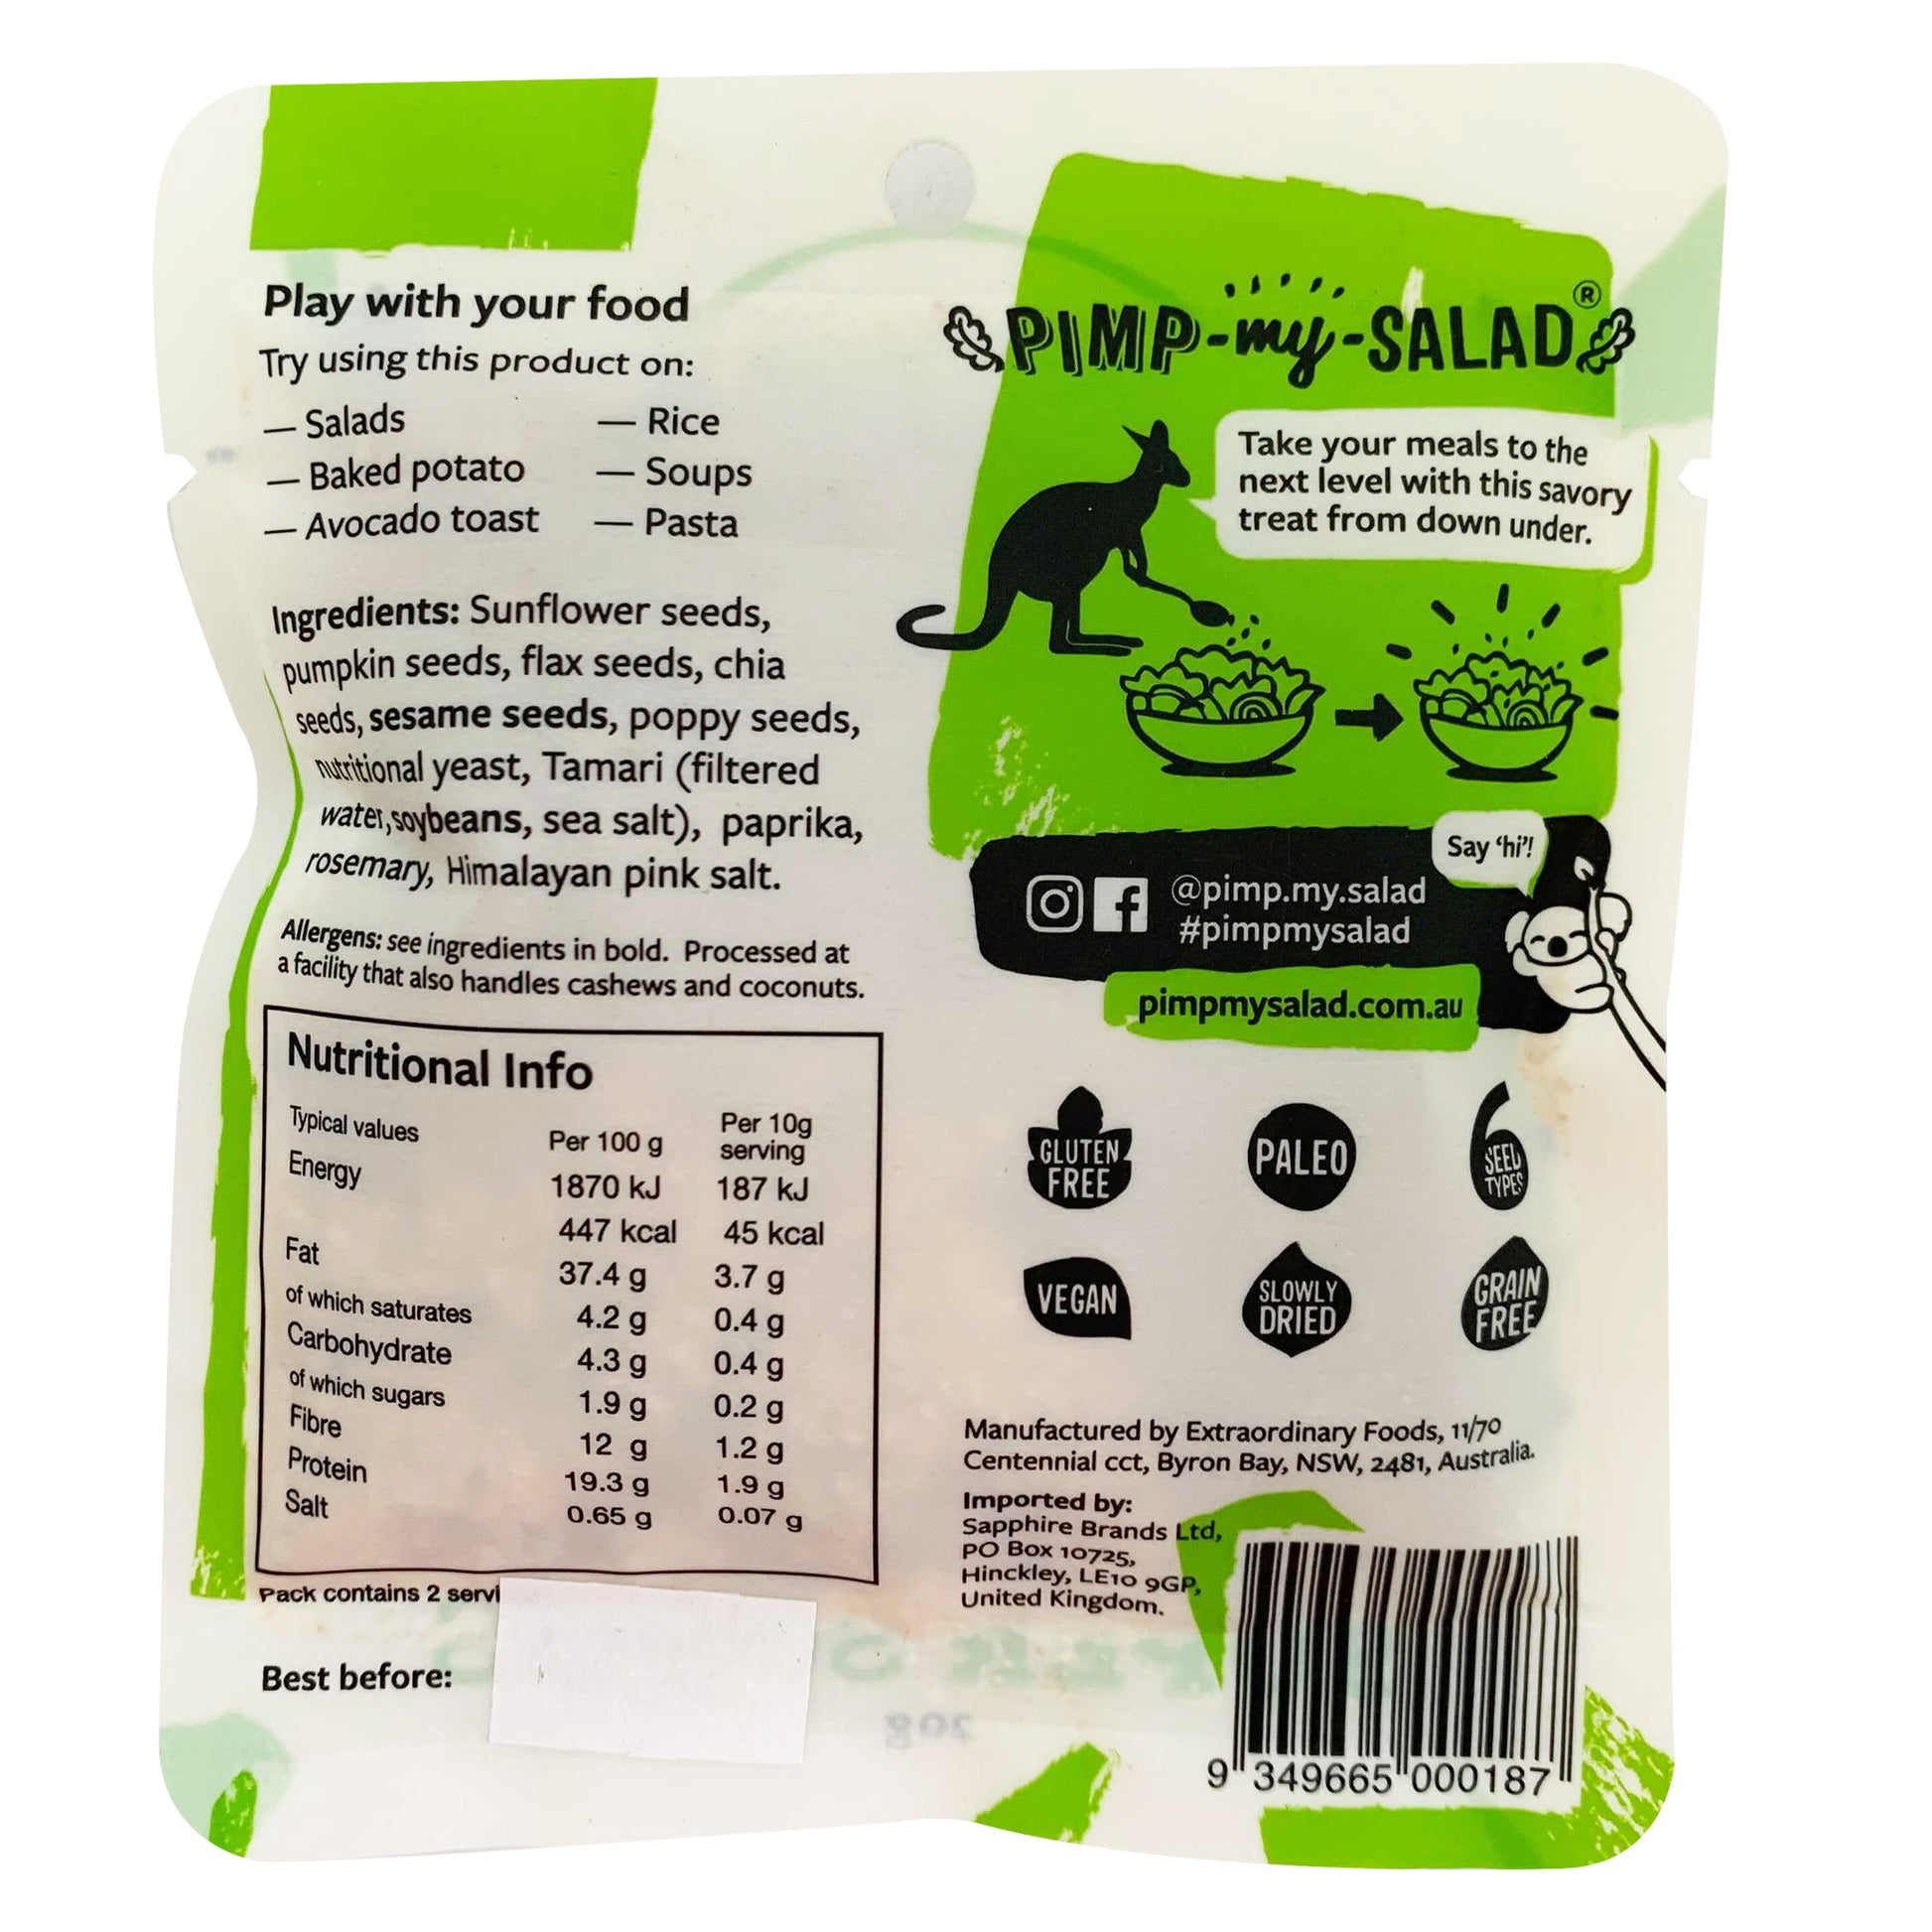 Play with your food
Try using this product on:
— Salads
— Baked potato
— Avocado toast
— Rice
— Soups
— Pasta
Ingredients: Sunflower seeds,
pumpkin seeds, flax seeds, chia
seeds, sesame seeds, poppy seeds,
nutritional yeast, Tamari (filtered
water,soybeans, sea salt), paprika,
rosemary, Himalayan pink salt.
Allergens: see ingredients in bold. Processed at
a facility that also handles cashews and coconuts.
Nutritional Info
Typical values Per 100 g Per 10g serving
Energy 1870 kJ 187 kJ
447 kcal 45 kcal
Fat 37.4 g 3.7 g
of which saturates 4.2 g 0.4 g
Carbohydrate 4.3 g 0.4 g
of which sugars 1.9 g 0.2 g
Fibre 12 g 1.2 g
Protein 19.3 g 1.9 g
Salt 0.65 g 0.07 g
Pack contains 2 servi
Best before:
PIMP-my-SALAD®
Take your meals to the
next level with this savory
treat from down under.
Say ‘hi’!
@pimp.my.salad
#pimpmysalad
pimpmysalad.com.au
GLUTEN
FREE
PALEO
6
SEED
TYPES
VEGAN
SLOWLY
DRIED
GRAIN
FREE
Manufactured by Extraordinary Foods, 11/70
Centennial cct, Byron Bay, NSW, 2481, Australia.
Imported by:
Sapphire Brands Ltd,
PO Box 10725,
Hinckley, LE10 9GP,
United Kingdom.
20g
9 349665 000187